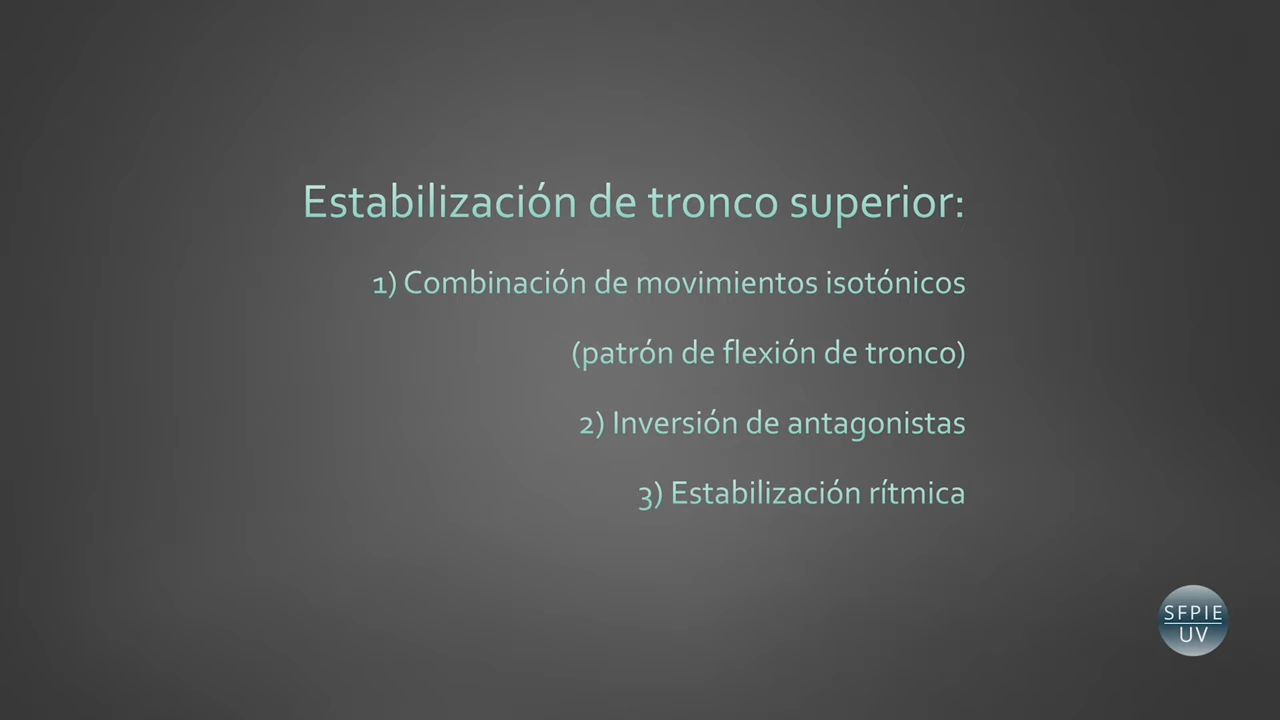 Estabilización de tronco superior:
1) Combinación de movimientos isotónicos
(patrón de flexión de tronco)
2) Inversión de antagonistas
3) Estabilización rítmica
SFPIE
UV